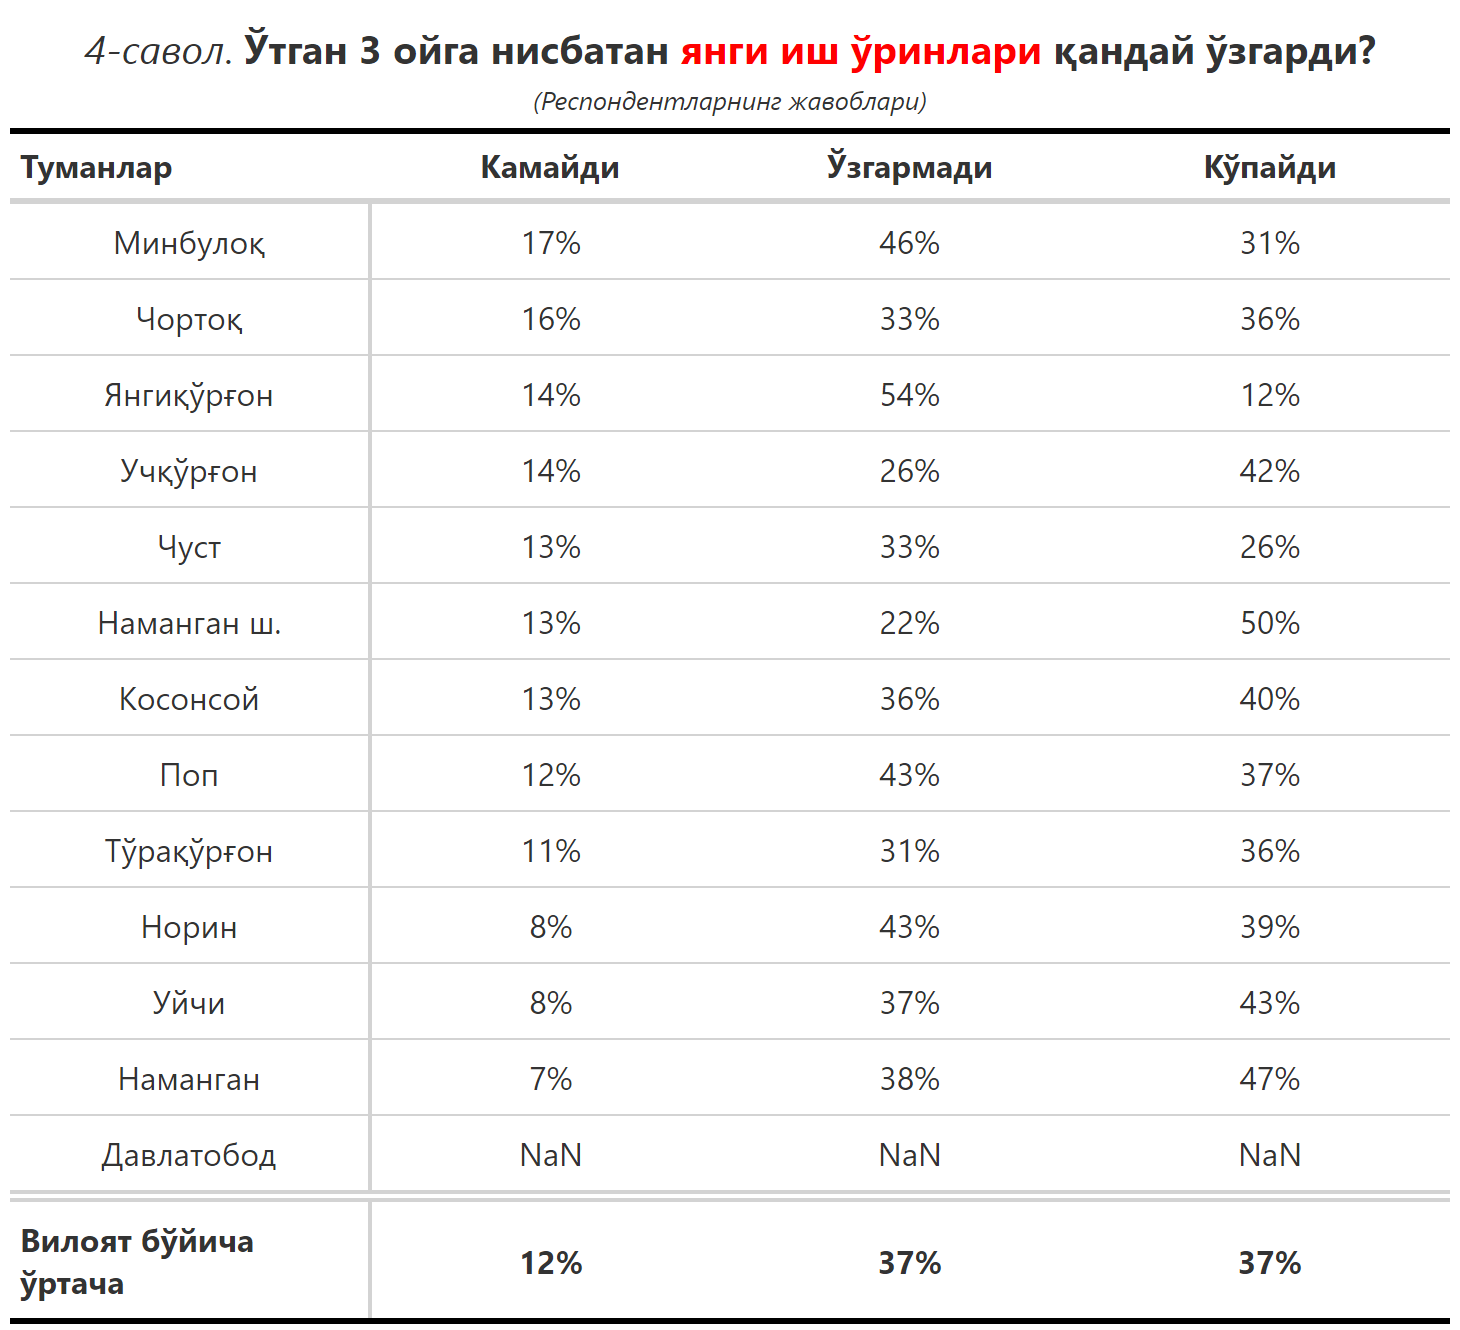 4-савол. Ўтган 3 ойга нисбатан янги иш ўринлари қандай ўзгарди?
(Респондентларнинг жавоблари)
Туманлар Камайди Ўзгармади Кўпайди
Минбулоқ 17% 46% 31%
Чортоқ 16% 33% 36%
Янгиқўрғон 14% 54% 12%
Учқўрғон 14% 26% 42%
Чуст 13% 33% 26%
Наманган ш. 13% 22% 50%
Косонсой 13% 36% 40%
Поп 12% 43% 37%
Тўрақўрғон 11% 31% 36%
Норин 8% 43% 39%
Уйчи 8% 37% 43%
Наманган 7% 38% 47%
Давлатобод NaN NaN NaN
Вилоят бўйича
ўртача 12% 37% 37%